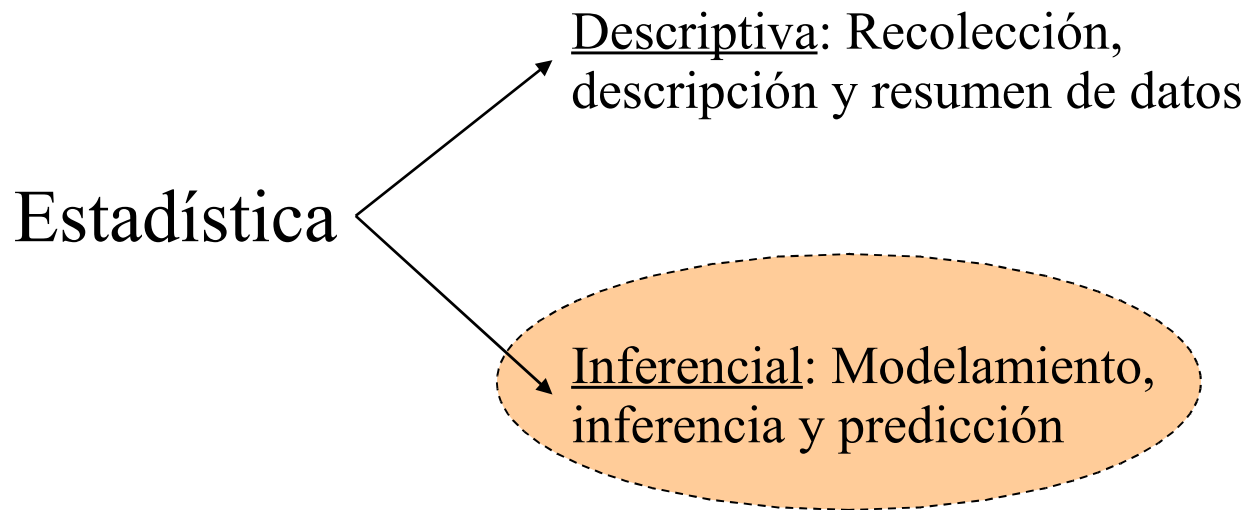 Descriptiva: Recolección,
descripción y resumen de datos
Estadística
Inferencial: Modelamiento,
inferencia y predicción